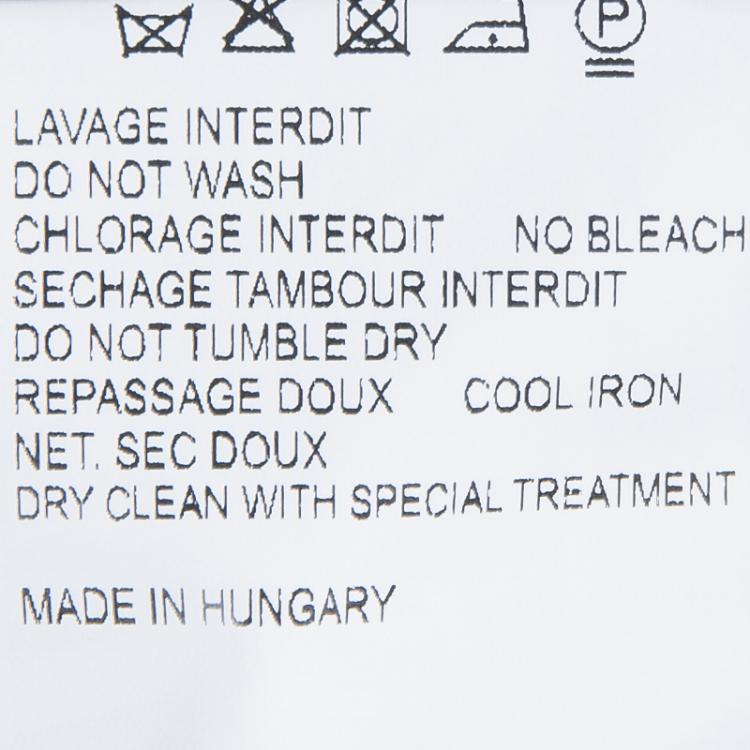 P
LAVAGE INTERDIT
DO NOT WASH
CHLORAGE INTERDIT NO BLEACH
SECHAGE TAMBOUR INTERDIT
DO NOT TUMBLE DRY
REPASSAGE DOUX COOL IRON
NET. SEC DOUX
DRY CLEAN WITH SPECIAL TREATMENT
MADE IN HUNGARY